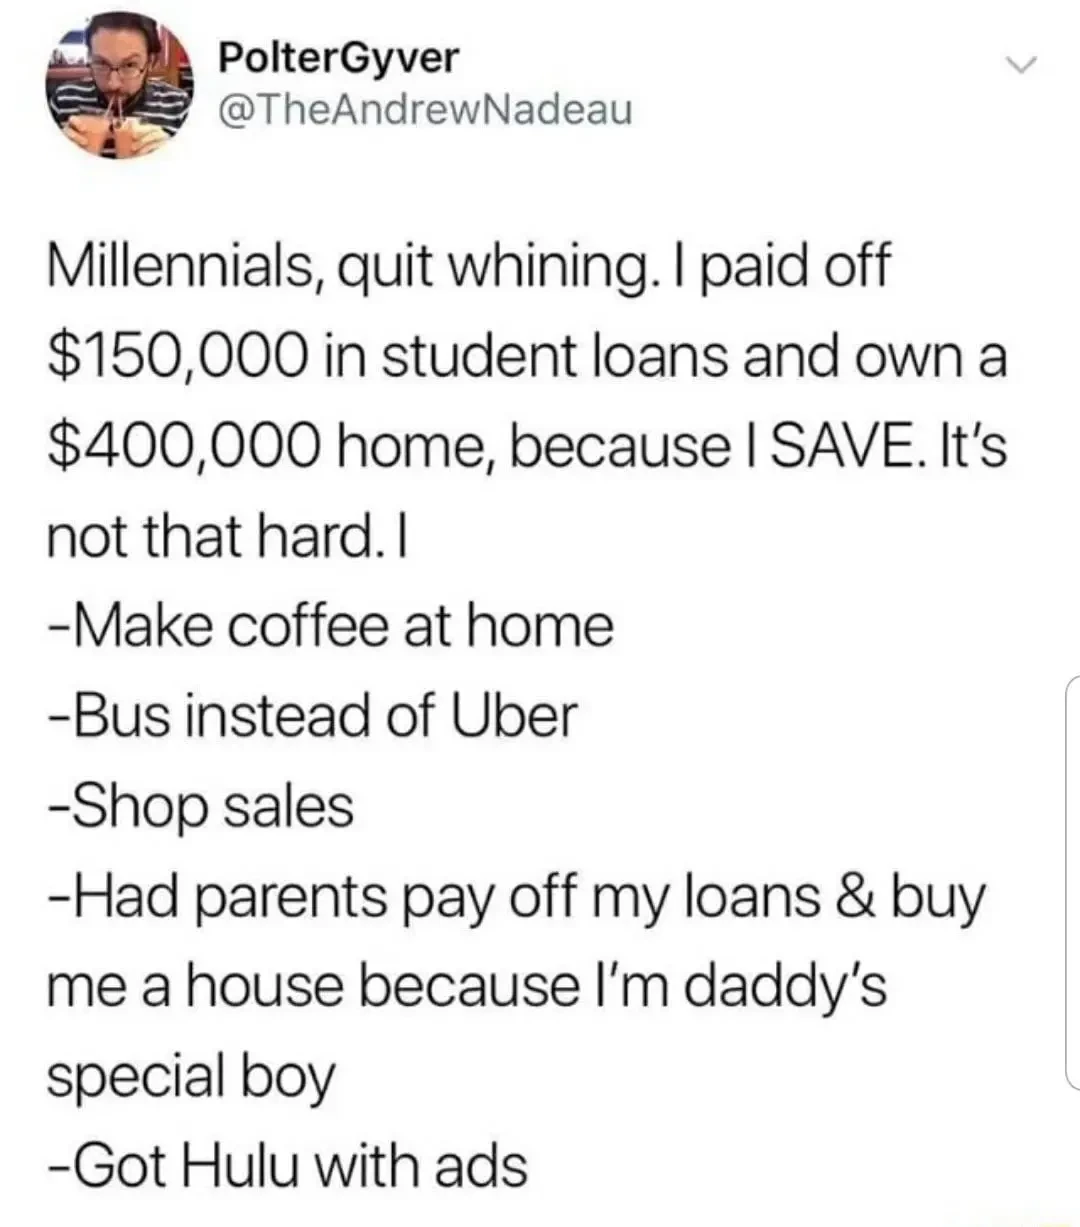 PolterGyver
@TheAndrewNadeau
Millennials, quit whining. I paid off
$150,000 in student loans and own a
$400,000 home, because I SAVE. It's
not that hard. I
-Make coffee at home
-Bus instead of Uber
-Shop sales
-Had parents pay off my loans & buy
me a house because I'm daddy's
special boy
-Got Hulu with ads